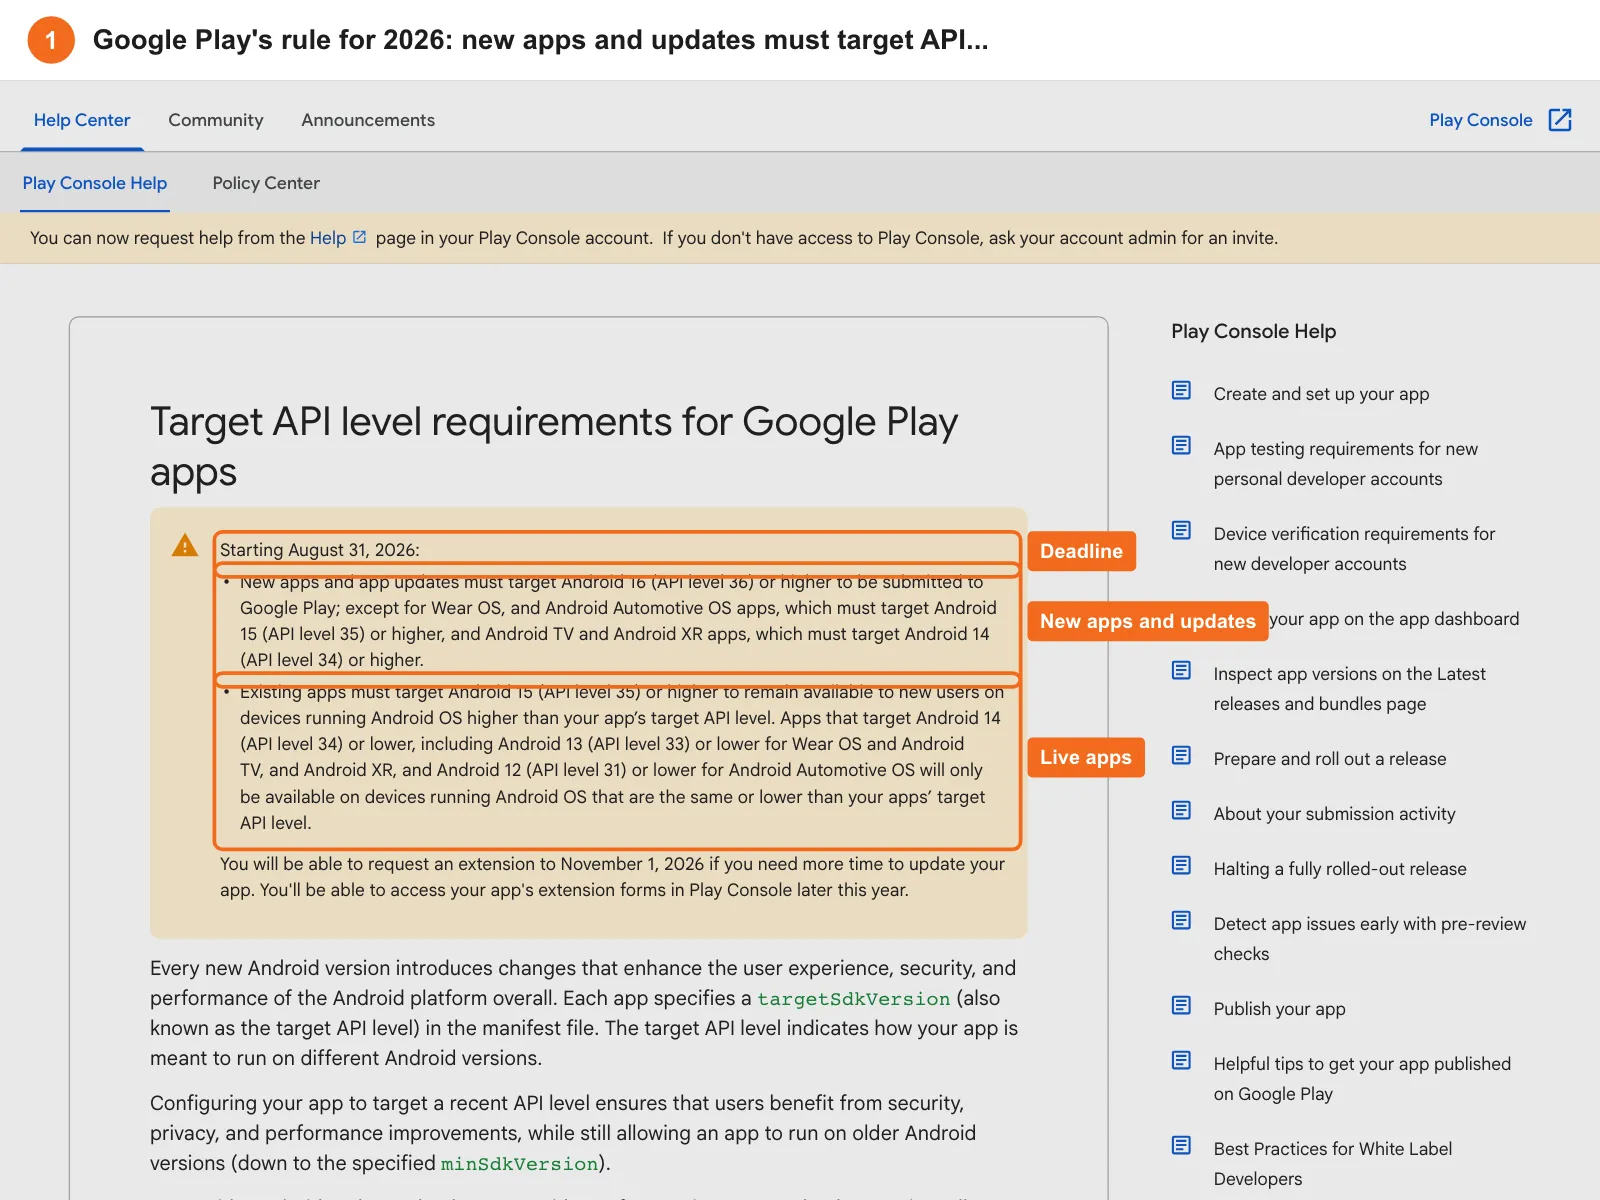 1 Google Play's rule for 2026: new apps and updates must target API...
Help Center Community Announcements Play Console
Play Console Help Policy Center
You can now request help from the Help page in your Play Console account. If you don't have access to Play Console, ask your account admin for an invite.
Target API level requirements for Google Play
apps
Starting August 31, 2026:
Deadline
• New apps and app updates must target Android 16 (API level 36) or higher to be submitted to
Google Play; except for Wear OS, and Android Automotive OS apps, which must target Android
15 (API level 35) or higher, and Android TV and Android XR apps, which must target Android 14
(API level 34) or higher.
New apps and updates
• Existing apps must target Android 15 (API level 35) or higher to remain available to new users on
devices running Android OS higher than your app’s target API level. Apps that target Android 14
(API level 34) or lower, including Android 13 (API level 33) or lower for Wear OS and Android
TV, and Android XR, and Android 12 (API level 31) or lower for Android Automotive OS will only
be available on devices running Android OS that are the same or lower than your apps’ target
API level.
Live apps
You will be able to request an extension to November 1, 2026 if you need more time to update your
app. You'll be able to access your app's extension forms in Play Console later this year.
Every new Android version introduces changes that enhance the user experience, security, and
performance of the Android platform overall. Each app specifies a targetSdkVersion (also
known as the target API level) in the manifest file. The target API level indicates how your app is
meant to run on different Android versions.
Configuring your app to target a recent API level ensures that users benefit from security,
privacy, and performance improvements, while still allowing an app to run on older Android
versions (down to the specified minSdkVersion).
Play Console Help
Create and set up your app
App testing requirements for new
personal developer accounts
Device verification requirements for
new developer accounts
your app on the app dashboard
Inspect app versions on the Latest
releases and bundles page
Prepare and roll out a release
About your submission activity
Halting a fully rolled-out release
Detect app issues early with pre-review
checks
Publish your app
Helpful tips to get your app published
on Google Play
Best Practices for White Label
Developers